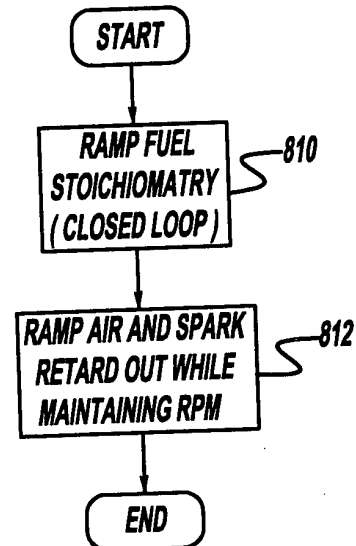 START
RAMP FUEL
STOICHIOMATRY
( CLOSED LOOP )
810
RAMP AIR AND SPARK
RETARD OUT WHILE
MAINTAINING RPM
812
END